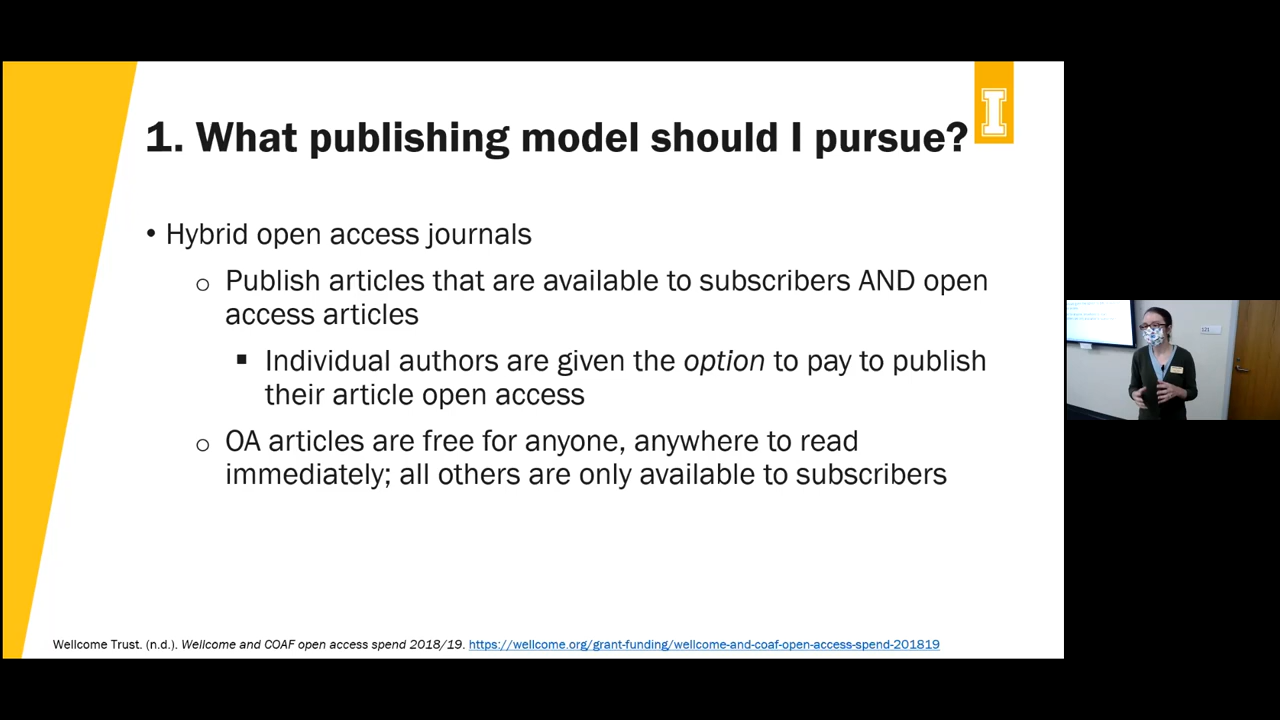 1. What publishing model should I pursue?
I
• Hybrid open access journals
o Publish articles that are available to subscribers AND open
access articles
▪ Individual authors are given the option to pay to publish
their article open access
o OA articles are free for anyone, anywhere to read
immediately; all others are only available to subscribers
Wellcome Trust. (n.d.). Wellcome and COAF open access spend 2018/19. https://wellcome.org/grant-funding/wellcome-and-coaf-open-access-spend-201819